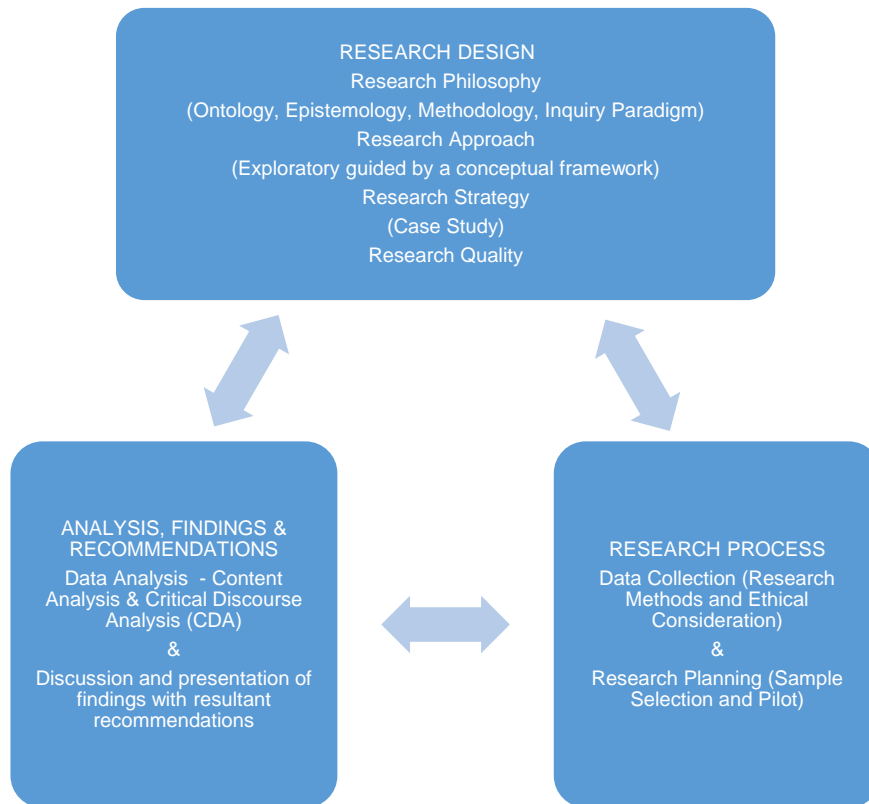 RESEARCH DESIGN
Research Philosophy
(Ontology, Epistemology, Methodology, Inquiry Paradigm)
Research Approach
(Exploratory guided by a conceptual framework)
Research Strategy
(Case Study)
Research Quality
ANALYSIS, FINDINGS &
RECOMMENDATIONS
Data Analysis - Content
Analysis & Critical Discourse
Analysis (CDA)
&
Discussion and presentation of
findings with resultant
recommendations
RESEARCH PROCESS
Data Collection (Research
Methods and Ethical
Consideration)
&
Research Planning (Sample
Selection and Pilot)